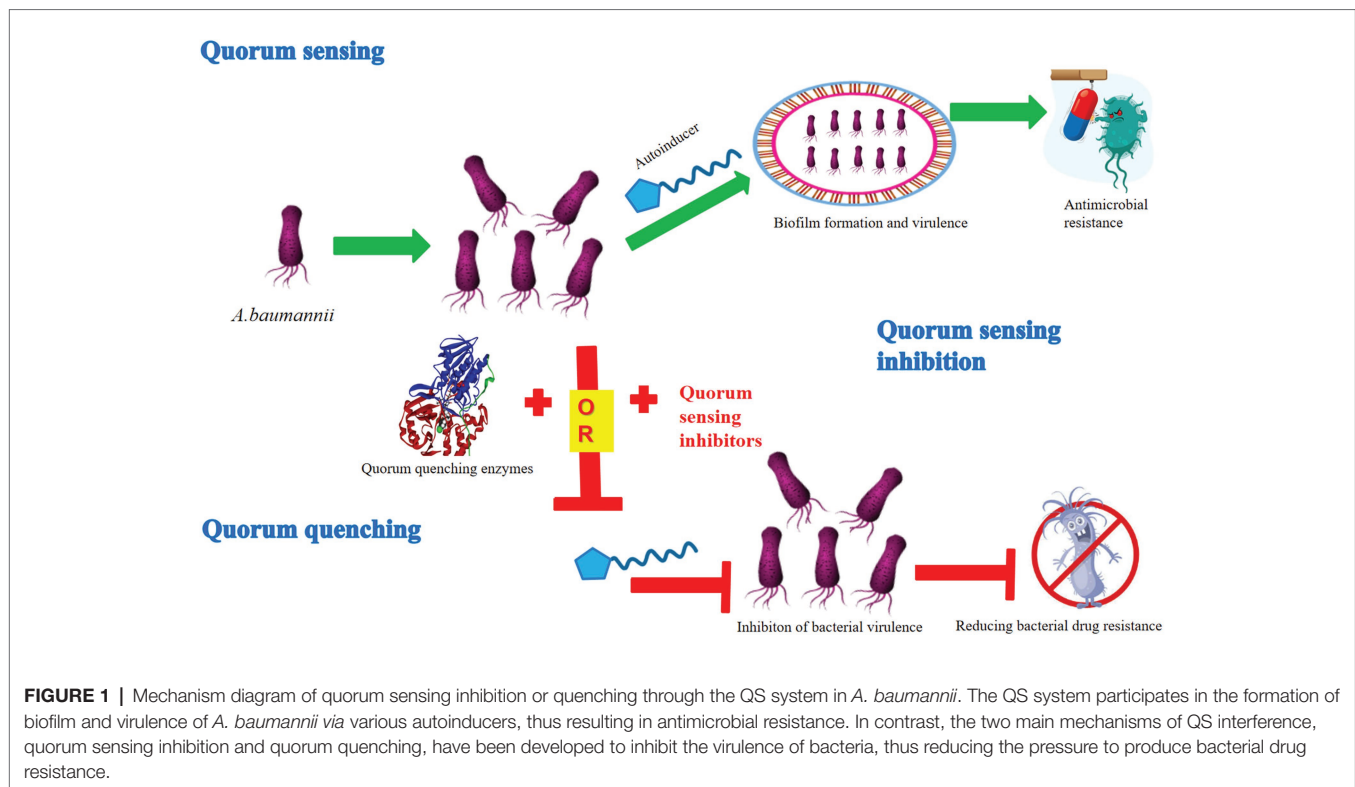 Quorum sensing
Autoinducer
Biofilm formation and virulence
Antimicrobial
resistance
A.baumannii
Quorum sensing
inhibition
Quorum quenching enzymes
O
R
Quorum
sensing
inhibitors
Quorum quenching
Inhibiton of bacterial virulence
Reducing bacterial drug resistance
FIGURE 1 | Mechanism diagram of quorum sensing inhibition or quenching through the QS system in A. baumannii. The QS system participates in the formation of
biofilm and virulence of A. baumannii via various autoinducers, thus resulting in antimicrobial resistance. In contrast, the two main mechanisms of QS interference,
quorum sensing inhibition and quorum quenching, have been developed to inhibit the virulence of bacteria, thus reducing the pressure to produce bacterial drug
resistance.